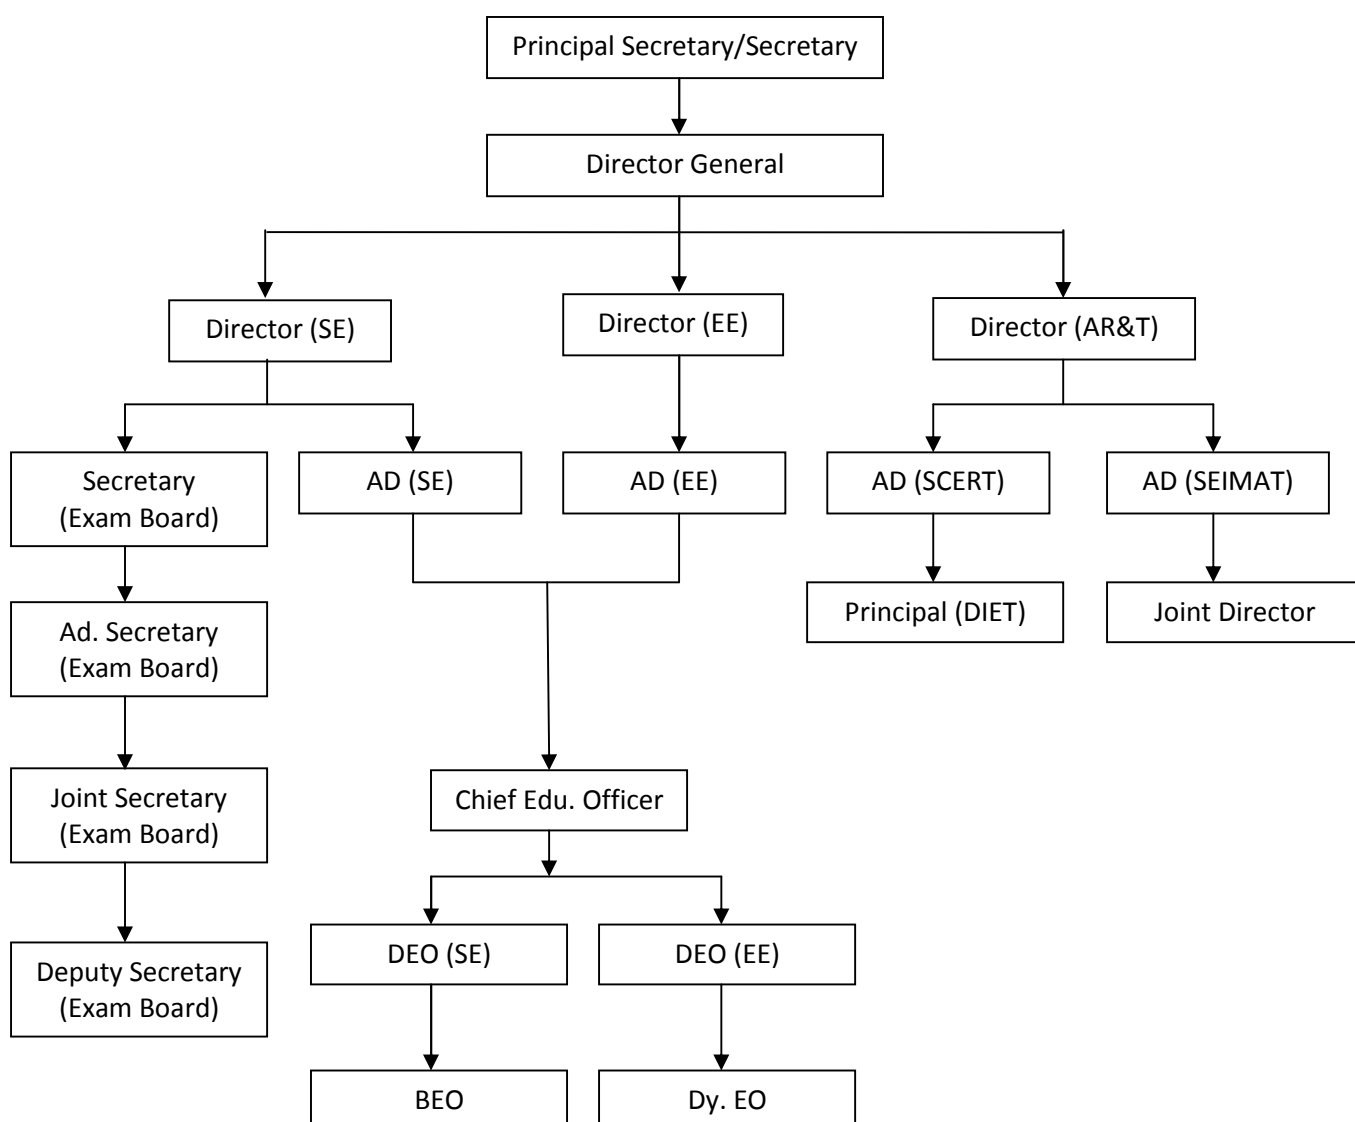 Principal Secretary/Secretary
Director General
Director (SE)
Director (EE)
Director (AR&T)
Secretary
(Exam Board)
AD (SE)
AD (EE)
AD (SCERT)
AD (SEIMAT)
Ad. Secretary
(Exam Board)
Principal (DIET)
Joint Director
Joint Secretary
(Exam Board)
Chief Edu. Officer
Deputy Secretary
(Exam Board)
DEO (SE)
DEO (EE)
BEO
Dy. EO